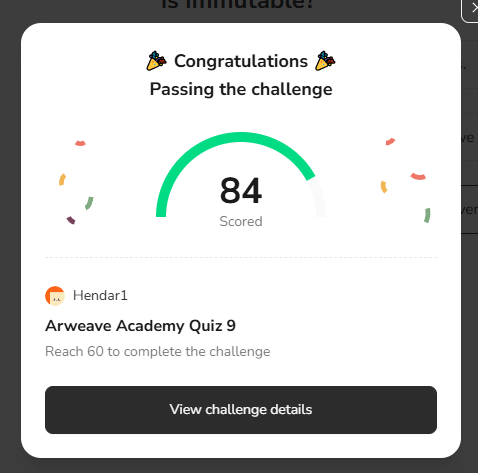 is immutable?
Congratulations
Passing the challenge
84
Scored
Hendar1
Arweave Academy Quiz 9
Reach 60 to complete the challenge
View challenge details